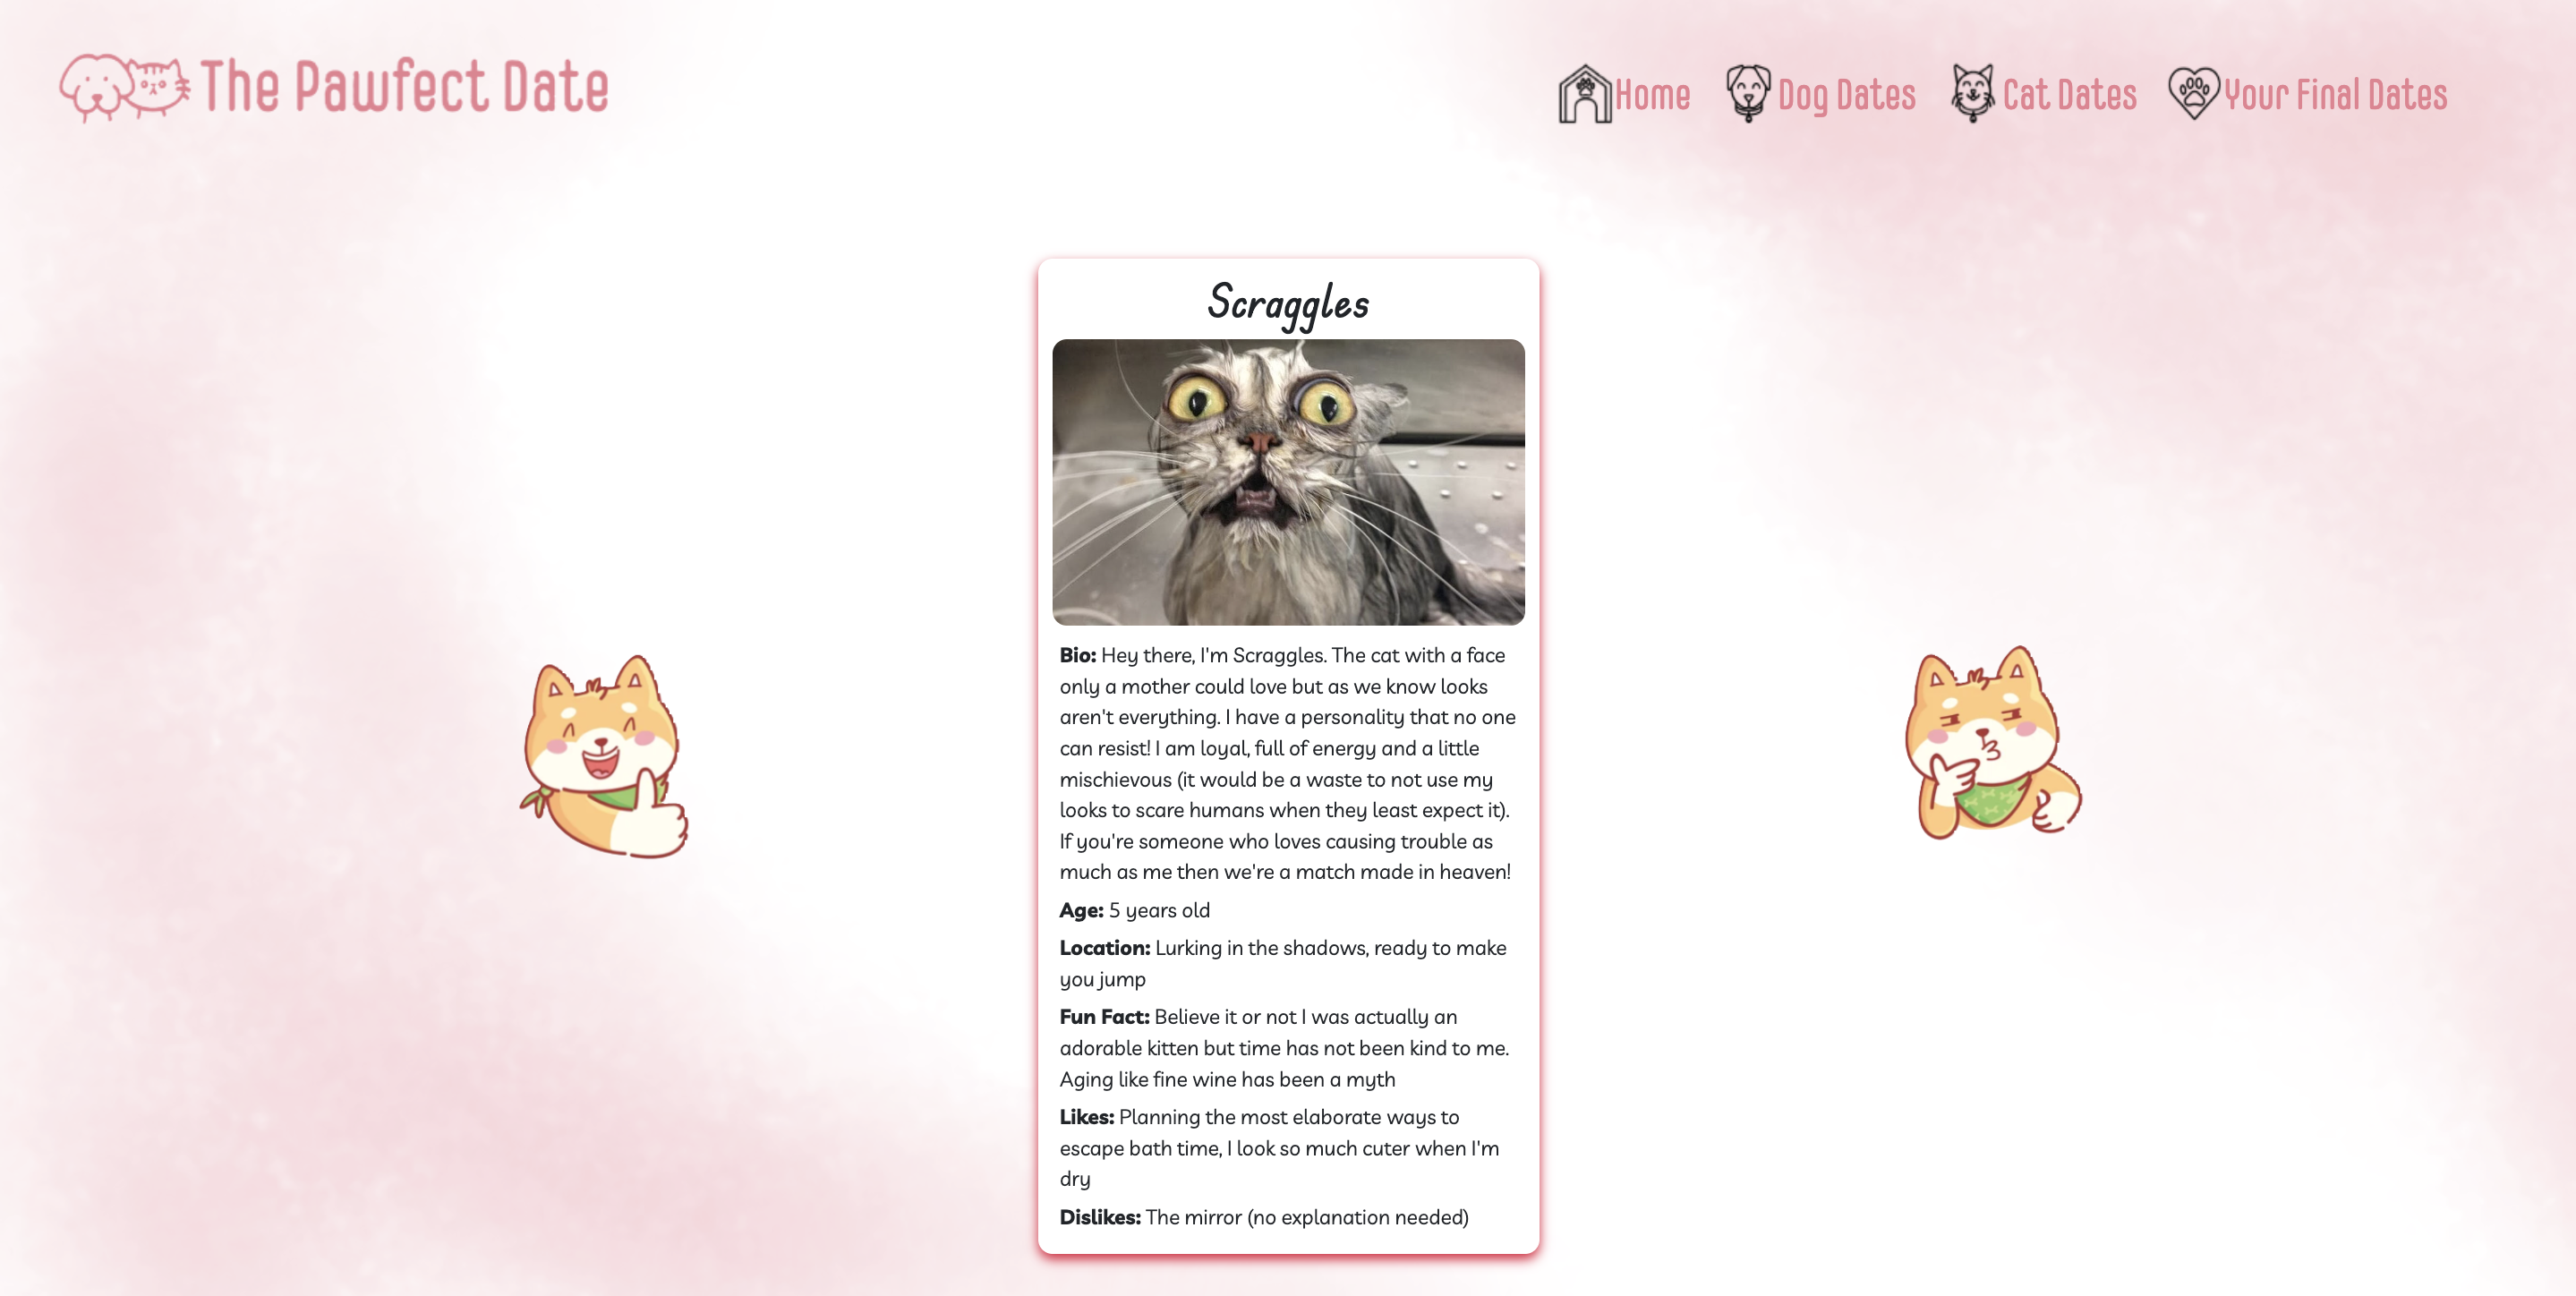 The Pawfect Date
Home Dog Dates Cat Dates Your Final Dates
Scraggles
Bio: Hey there, I'm Scraggles. The cat with a face
only a mother could love but as we know looks
aren't everything. I have a personality that no one
can resist! I am loyal, full of energy and a little
mischievous (it would be a waste to not use my
looks to scare humans when they least expect it).
If you're someone who loves causing trouble as
much as me then we're a match made in heaven!
Age: 5 years old
Location: Lurking in the shadows, ready to make
you jump
Fun Fact: Believe it or not I was actually an
adorable kitten but time has not been kind to me.
Aging like fine wine has been a myth
Likes: Planning the most elaborate ways to
escape bath time, I look so much cuter when I'm
dry
Dislikes: The mirror (no explanation needed)